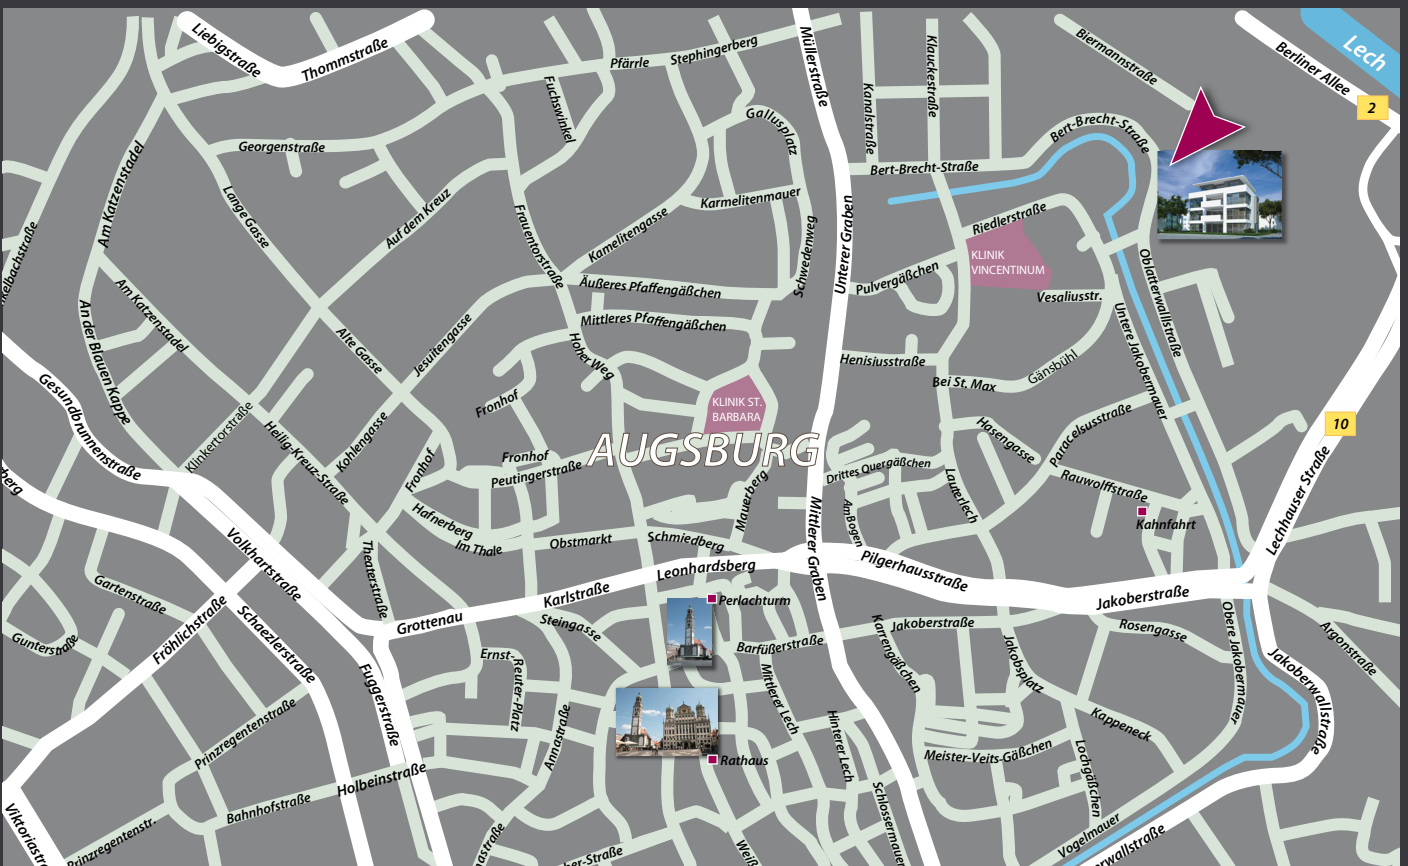 Liebigstraße
Thommstraße
Pfärrle
Stephingerberg
Müllerstraße
Klauckestraße
Kanalstraße
Biermannstraße
Berliner Allee
Lech
2
Fuchswinkel
Gallusplatz
Bert-Brecht-Straße
Bert-Brecht-Straße
Georgenstraße
Am Katzenstadel
Lange Gasse
Auf dem Kreuz
Frauentorstraße
Kamelitengasse
Karmelitenmauer
Schwedenweg
Unterer Graben
Riedlerstraße
KLINIK
VINCENTINUM
Pulvergäßchen
Vesaliusstr.
Oblatterwallstraße
Untere Jakobermauer
Äußeres Pfaffengäßchen
Mittleres Pfaffengäßchen
Am Katzenstadel
An der Blauen Kappe
Alte Gasse
Jesuitengasse
Hoher Weg
Henisiusstraße
Bei St. Max
Gänsbühl
Gesundbrunnenstraße
Klinkertorstraße
Heilig-Kreuz-Straße
Kohlengasse
Fronhof
Fronhof
Fronhof
Peutingerstraße
KLINIK ST.
BARBARA
AUGSBURG
Drittes Quergäßchen
Hasengasse
Paracelsusstraße
Rauwolffstraße
Lauterlech
Kahnfahrt
10
Lechhauser Straße
Hafnerberg
Im Thale
Obstmarkt
Schmiedberg
Mauerberg
Am Bogen
Mittlerer Graben
Pilgerhausstraße
Leonhardsberg
Karlstraße
Grottenau
Theaterstraße
Volkhartstraße
Gartenstraße
Gunterstraße
Fröhlichstraße
Schaezlerstraße
Fuggerstraße
Steingasse
Perlachturm
Barfüßerstraße
Jakoberstraße
Jakoberstraße
Rosengasse
Obere Jakobermauer
Argonstraße
Jakoberwallstraße
Karrengäßchen
Jakobsplatz
Ernst-
Reuter-Platz
Annastraße
Mittlerer Lech
Hinterer Lech
Kappeneck
Meister-Veits-Gäßchen
Lochgäßchen
Prinzregentenstraße
Holbeinstraße
Bahnhofstraße
Prinzregentenstr.
Rathaus
Schlossermauer
Vogelmauer